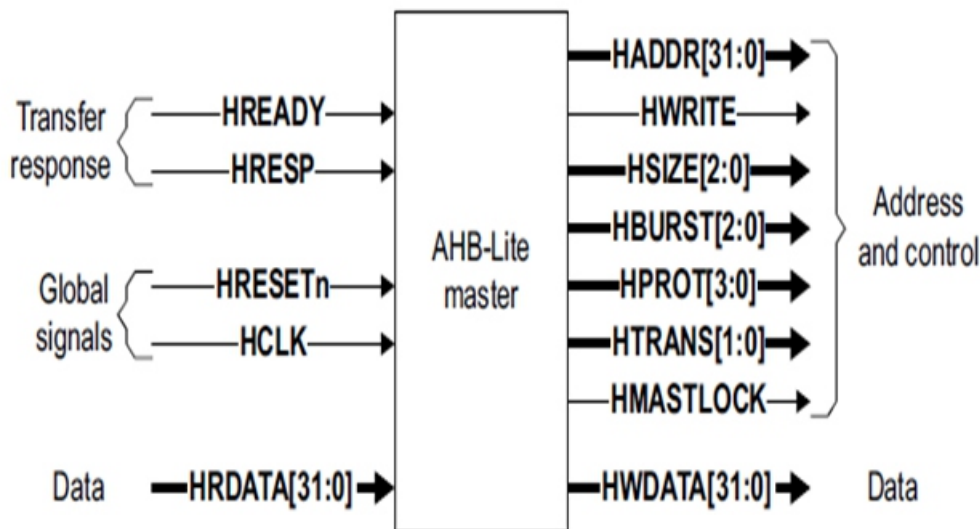 Transfer
response
HREADY
HRESP
Global
signals
HRESETn
HCLK
Data
HRDATA[31:0]
AHB-Lite
master
HADDR[31:0]
HWRITE
HSIZE[2:0]
HBURST[2:0]
HPROT[3:0]
HTRANS[1:0]
HMASTLOCK
Address
and control
HWDATA[31:0]
Data